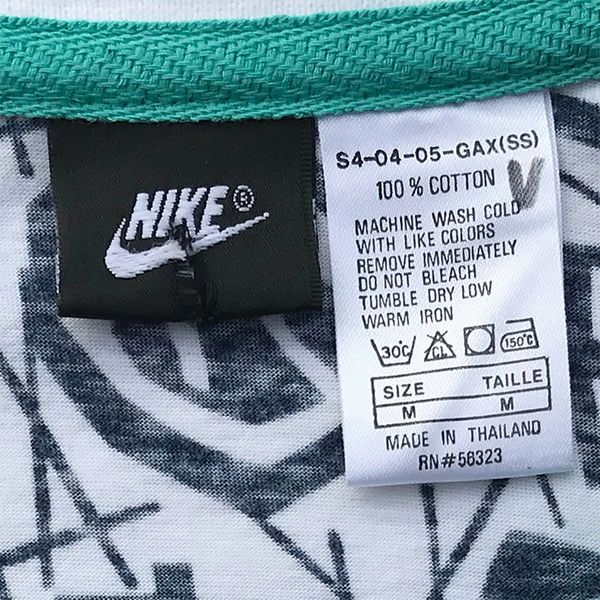 NIKE®
S4-04-05-GAX(SS)
100 % COTTON
MACHINE WASH COLD
WITH LIKE COLORS
REMOVE IMMEDIATELY
DO NOT BLEACH
TUMBLE DRY LOW
WARM IRON
30°C CL 150°C
SIZE TAILLE
M M
MADE IN THAILAND
RN#56323